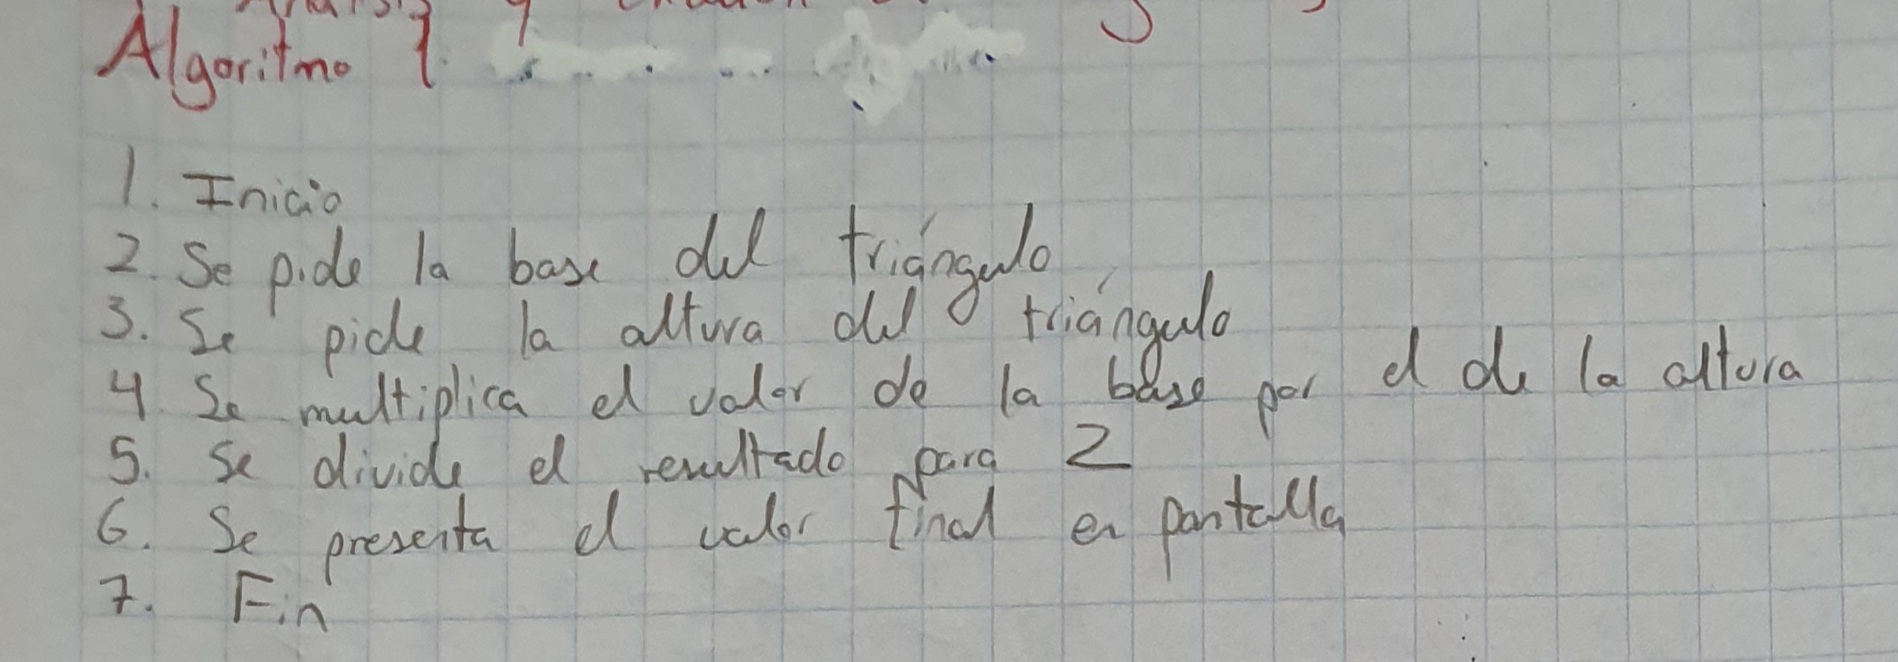 Algoritmo 1.
1. Inicio
2. Se pide la base del triángulo
3. Se pide la altura del triángulo
4 Se multiplica el valor de la base por el de la altura
5. Se divide el resultado para 2
6. Se presenta el valor final en pantalla
7. Fin